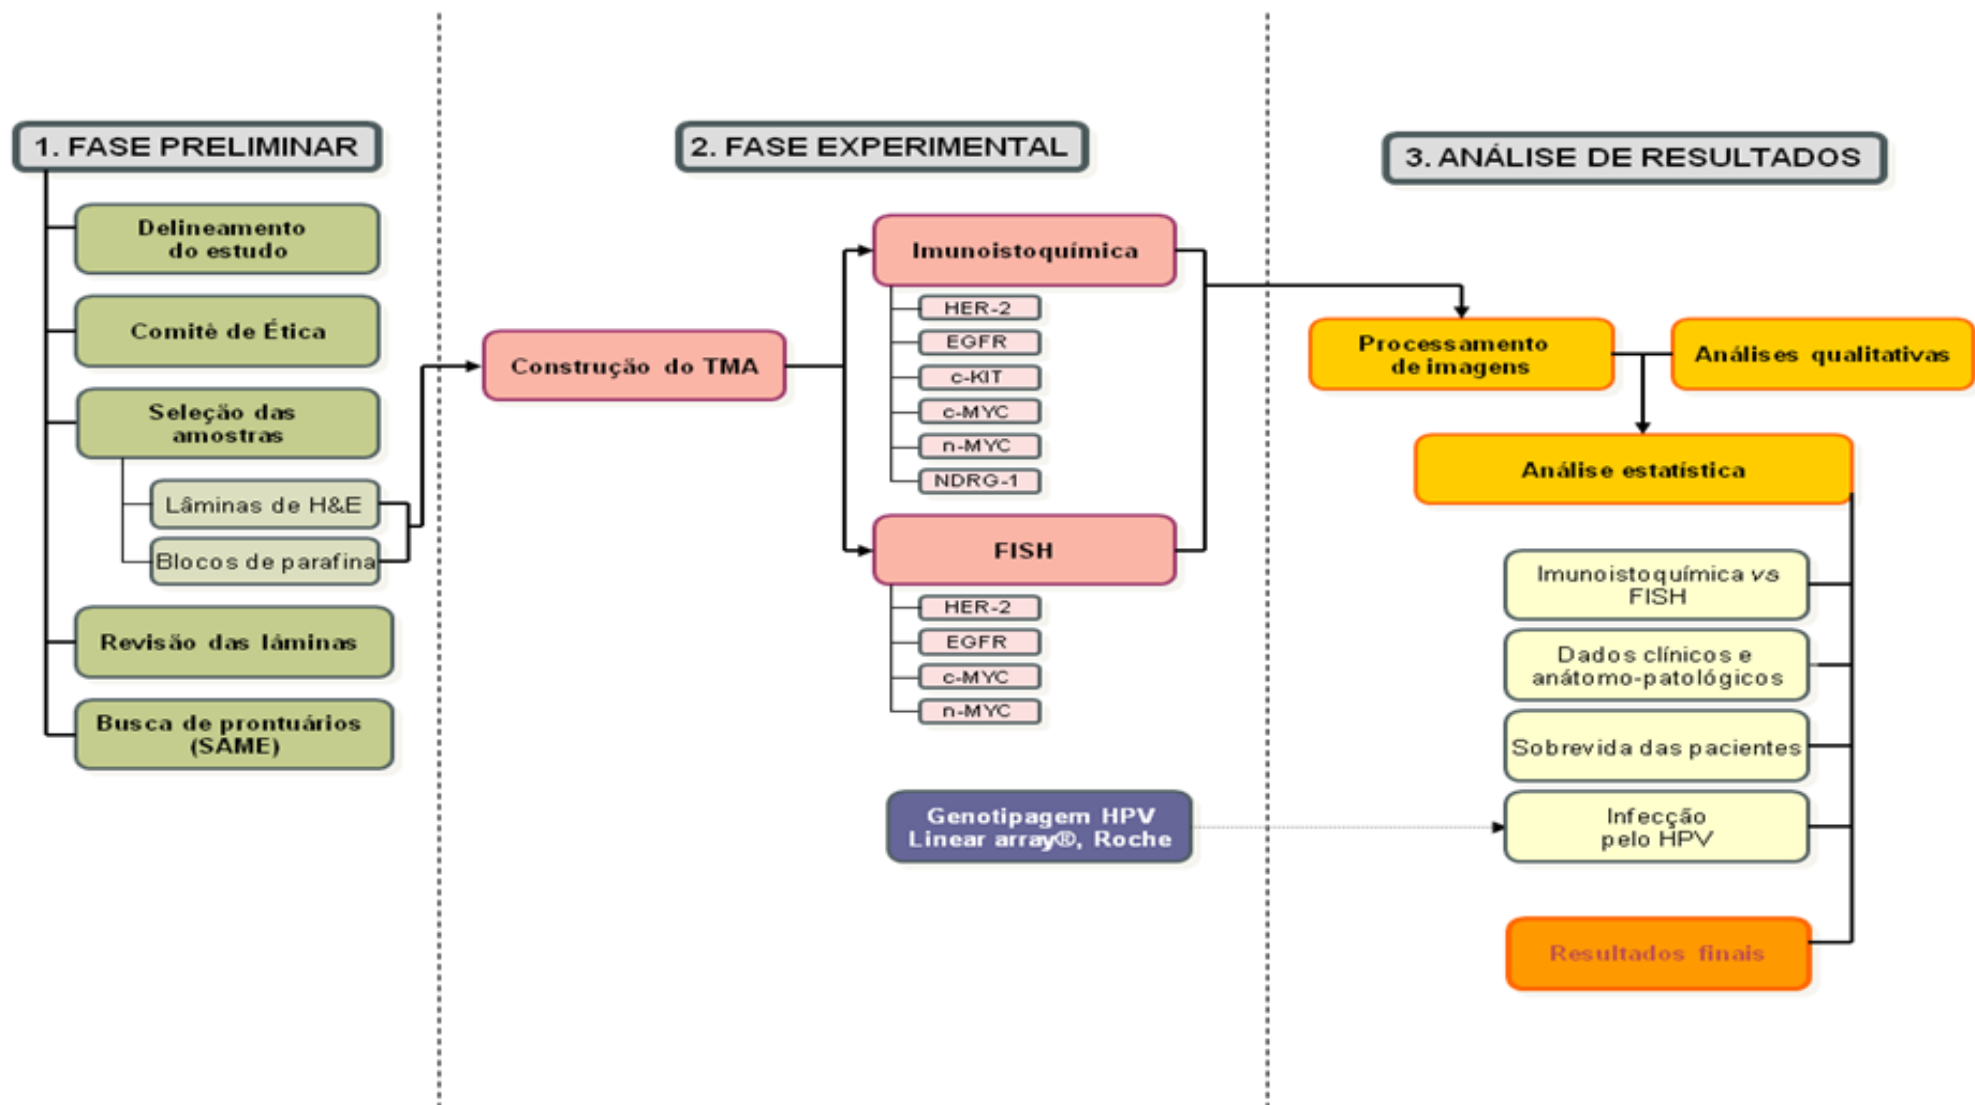 1. FASE PRELIMINAR
Delineamento
do estudo
Comitê de Ética
Seleção das
amostras
Lâminas de H&E
Blocos de parafina
Revisão das lâminas
Busca de prontuários
(SAME)
2. FASE EXPERIMENTAL
Construção do TMA
Imunoistoquímica
HER-2
EGFR
c-KIT
c-MYC
n-MYC
NDRG-1
FISH
HER-2
EGFR
c-MYC
n-MYC
Genotipagem HPV
Linear array®, Roche
3. ANÁLISE DE RESULTADOS
Processamento
de imagens
Análises qualitativas
Análise estatística
Imunoistoquímica vs
FISH
Dados clínicos e
anátomo-patológicos
Sobrevida das pacientes
Infecção
pelo HPV
Resultados finais